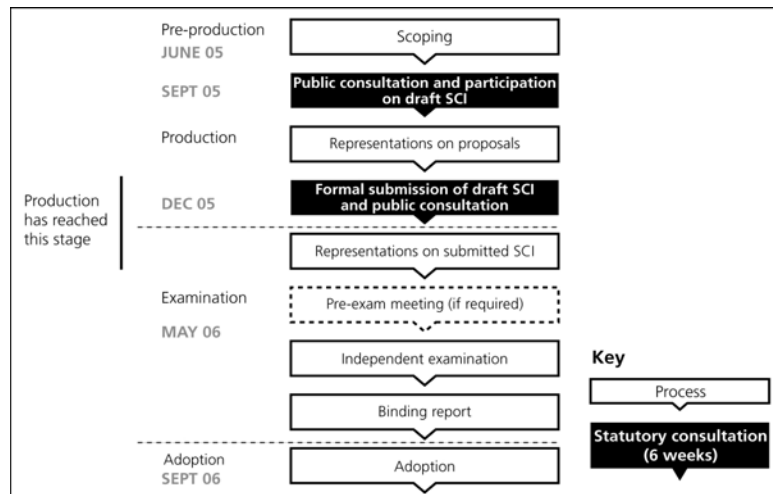 Pre-production
JUNE 05
Scoping
SEPT 05
Public consultation and participation
on draft SCI
Production
Representations on proposals
Production
has reached
this stage
DEC 05
Formal submission of draft SCI
and public consultation
Representations on submitted SCI
Examination
MAY 06
Pre-exam meeting (if required)
Independent examination
Binding report
Adoption
SEPT 06
Adoption
Key
Process
Statutory consultation
(6 weeks)